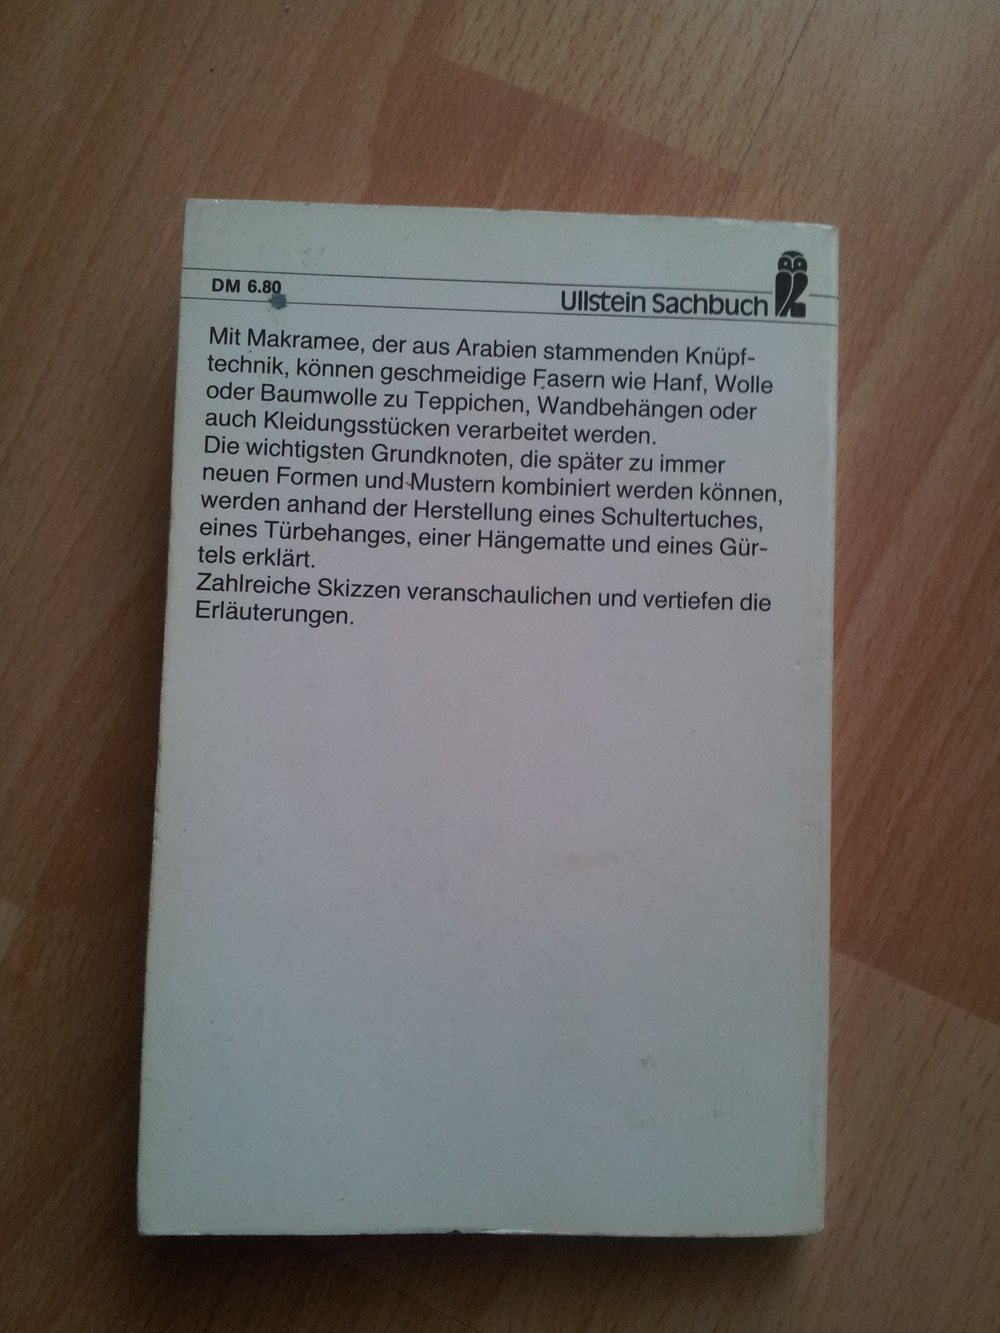 DM 6.80
Ullstein Sachbuch
Mit Makramee, der aus Arabien stammenden Knüpf-
technik, können geschmeidige Fasern wie Hanf, Wolle
oder Baumwolle zu Teppichen, Wandbehängen oder
auch Kleidungsstücken verarbeitet werden.
Die wichtigsten Grundknoten, die später zu immer
neuen Formen und Mustern kombiniert werden können,
werden anhand der Herstellung eines Schultertuches,
eines Türbehanges, einer Hängematte und eines Gür-
tels erklärt.
Zahlreiche Skizzen veranschaulichen und vertiefen die
Erläuterungen.